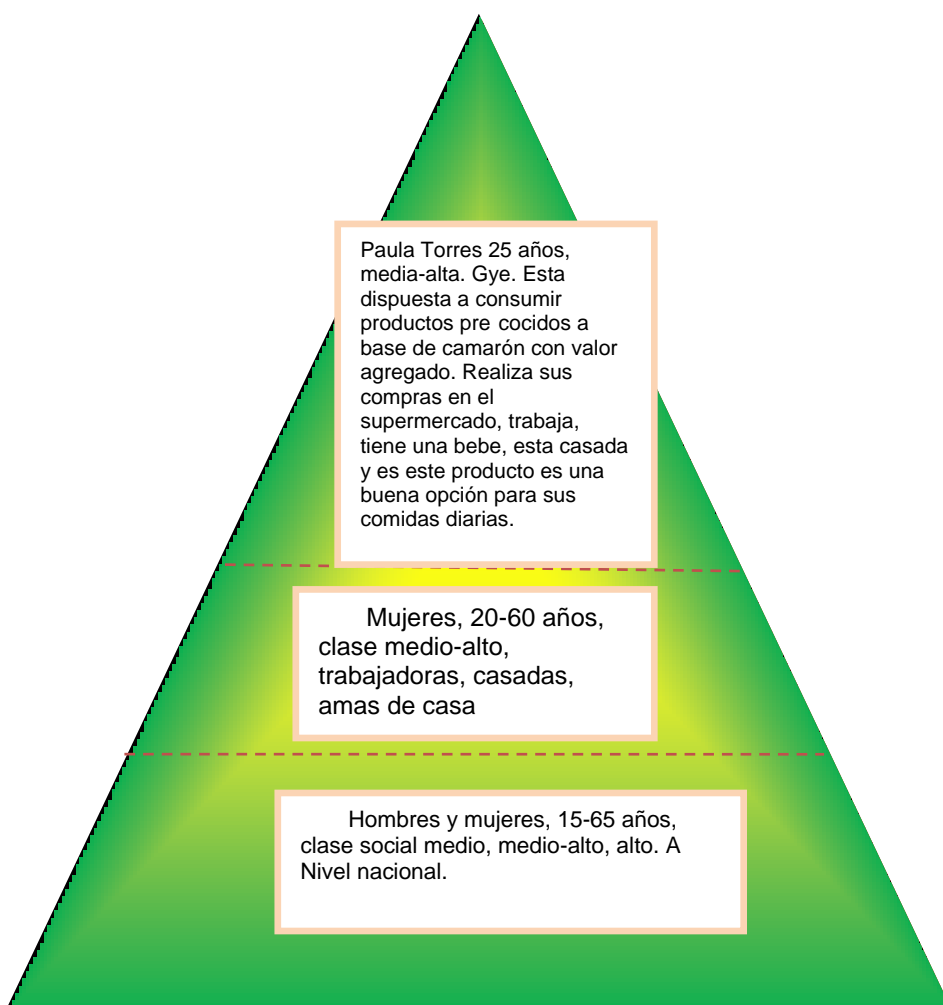 Paula Torres 25 años,
media-alta. Gye. Esta
dispuesta a consumir
productos pre cocidos a
base de camarón con valor
agregado. Realiza sus
compras en el
supermercado, trabaja,
tiene una bebe, esta casada
y es este producto es una
buena opción para sus
comidas diarias.
Mujeres, 20-60 años,
clase medio-alto,
trabajadoras, casadas,
amas de casa
Hombres y mujeres, 15-65 años,
clase social medio, medio-alto, alto. A
Nivel nacional.